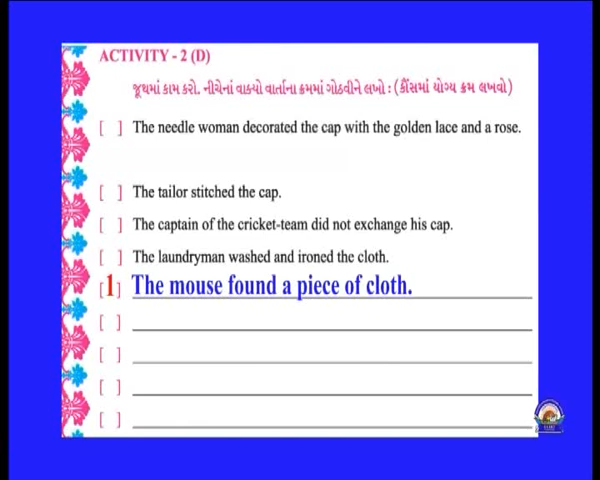 ACTIVITY - 2 (D)
જૂથમાં કામ કરો. નીચેનાં વાક્યો વાર્તાના ક્રમમાં ગોઠવીને લખો : (કૌંસમાં યોગ્ય ક્રમ લખવો)
[ ] The needle woman decorated the cap with the golden lace and a rose.
[ ] The tailor stitched the cap.
[ ] The captain of the cricket-team did not exchange his cap.
[ ] The laundryman washed and ironed the cloth.
[1] The mouse found a piece of cloth.
[ ]
[ ]
[ ]
[ ]